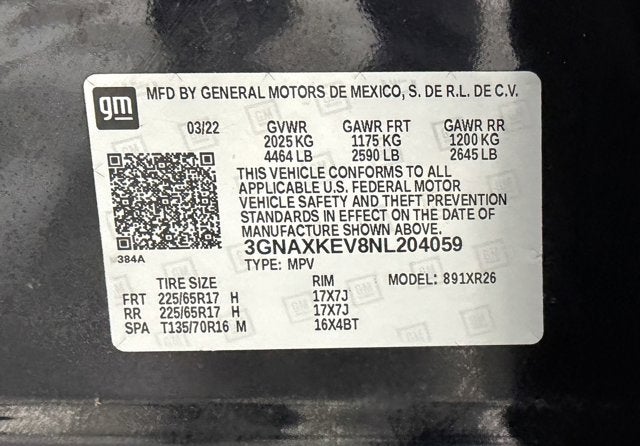 gm MFD BY GENERAL MOTORS DE MEXICO, S. DE R.L. DE C.V.
03/22 GVWR GAWR FRT GAWR RR
2025 KG 1175 KG 1200 KG
4464 LB 2590 LB 2645 LB
THIS VEHICLE CONFORMS TO ALL
APPLICABLE U.S. FEDERAL MOTOR
VEHICLE SAFETY AND THEFT PREVENTION
STANDARDS IN EFFECT ON THE DATE OF
MANUFACTURE SHOWN ABOVE.
3GNAXKEV8NL204059
384A
TYPE: MPV MODEL: 891XR26
TIRE SIZE RIM
FRT 225/65R17 H 17X7J
RR 225/65R17 H 17X7J
SPA T135/70R16 M 16X4BT